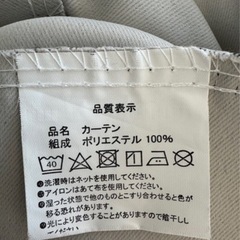 品質表示
品名 カーテン
組成 ポリエステル 100%
40
◎洗濯時はネットを使用してください。
◎アイロンはあて布を使用してください。
◎湿った状態で他のものとこすり合わせると色が
移る恐れがあります。
◎光により変色することがありますので陰干しし